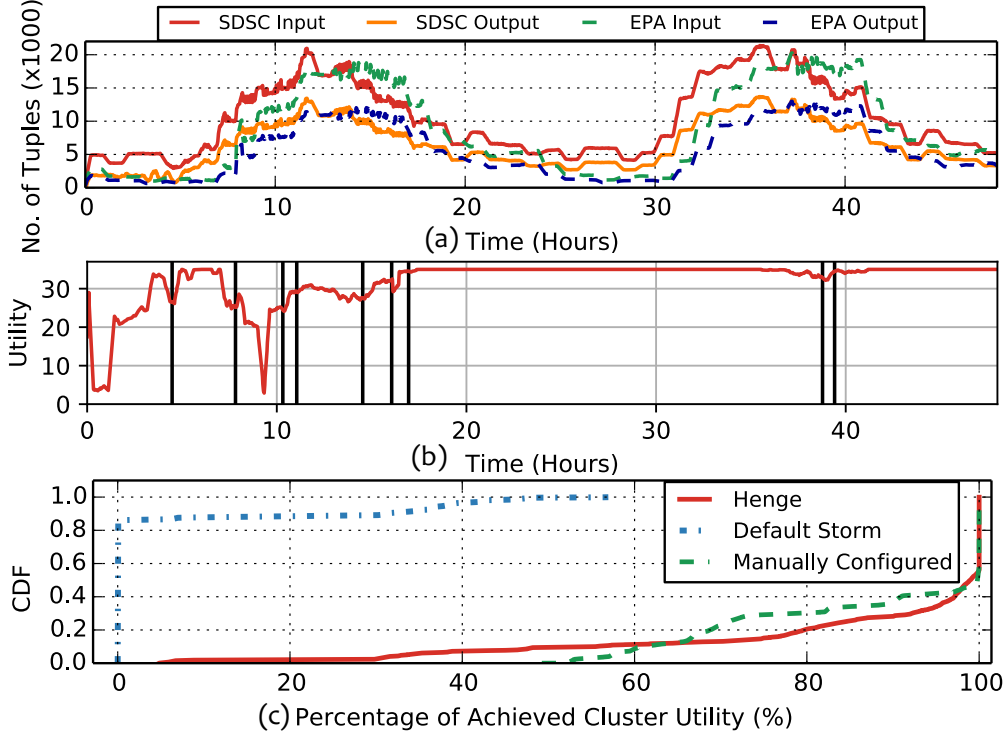 SDSC Input SDSC Output EPA Input EPA Output
No. of Tuples (x1000)
20
15
10
5
0
0 10 20 30 40
(a) Time (Hours)
Utility
30
20
10
0
0 10 20 30 40
(b) Time (Hours)
CDF
1.0
0.8
0.6
0.4
0.2
0.0
Henge
Default Storm
Manually Configured
0 20 40 60 80 100
(c) Percentage of Achieved Cluster Utility (%)